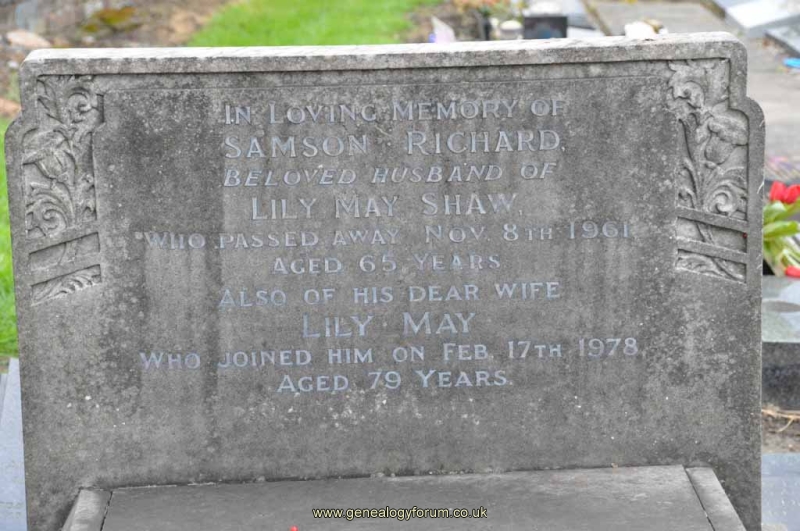 IN LOVING MEMORY OF
SAMSON RICHARD,
BELOVED HUSBAND OF
LILY MAY SHAW,
WHO PASSED AWAY NOV. 8TH 1961
AGED 65 YEARS
ALSO OF HIS DEAR WIFE
LILY MAY
WHO JOINED HIM ON FEB. 17TH 1978,
AGED 79 YEARS.
www.genealogyforum.co.uk